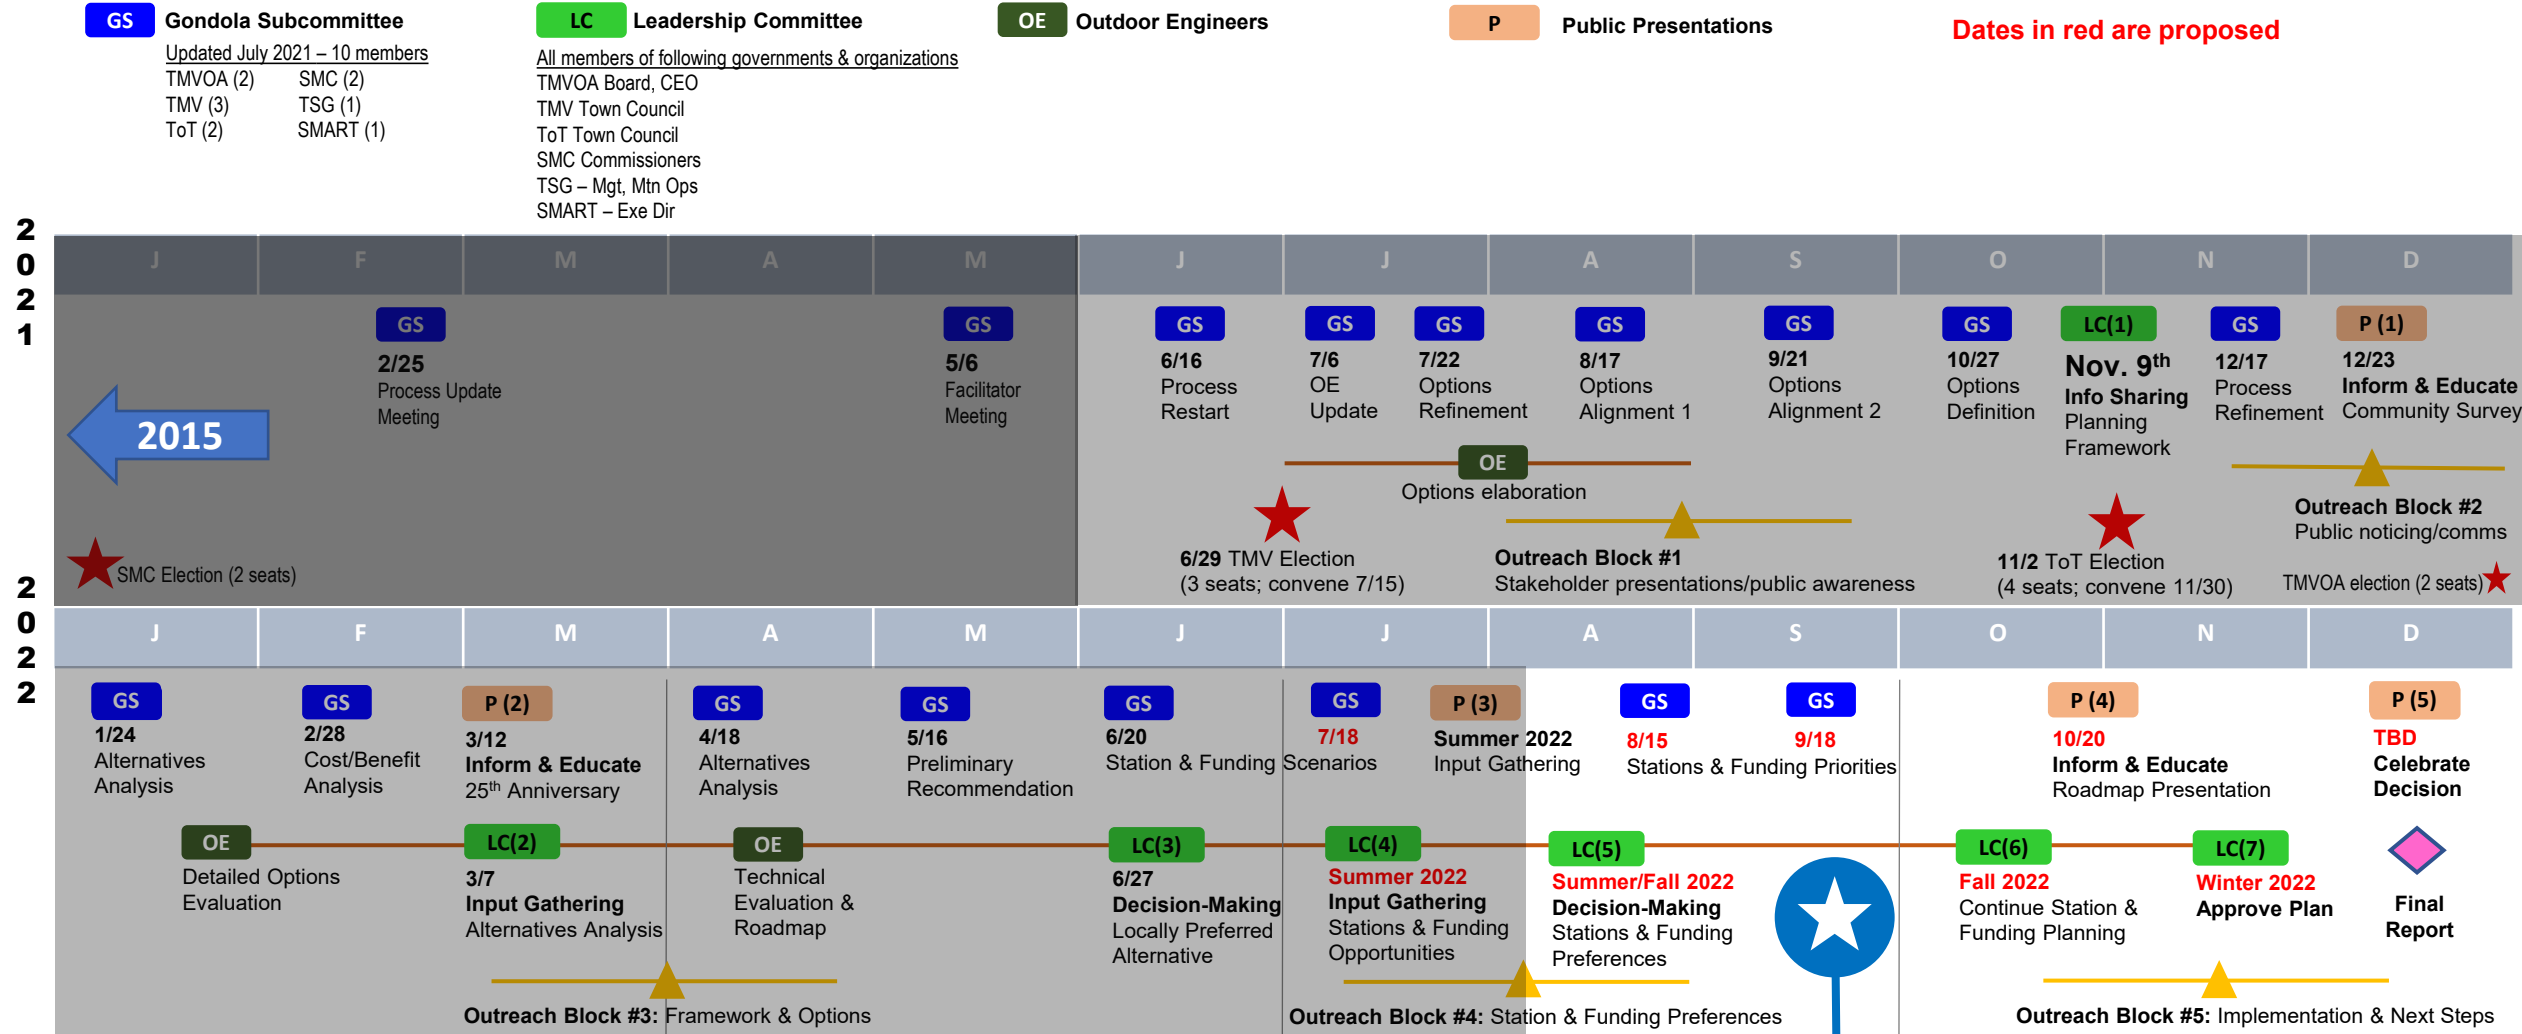 GS Gondola Subcommittee
Updated July 2021 – 10 members
TMVOA (2) SMC (2)
TMV (3) TSG (1)
ToT (2) SMART (1)
LC Leadership Committee
All members of following governments & organizations
TMVOA Board, CEO
TMV Town Council
ToT Town Council
SMC Commissioners
TSG – Mgt, Mtn Ops
SMART – Exe Dir
OE Outdoor Engineers
P Public Presentations
Dates in red are proposed
2021
J F M A M J J A S O N D
GS
2/25
Process Update
Meeting
GS
5/6
Facilitator
Meeting
GS
6/16
Process
Restart
GS
7/6
OE
Update
GS
7/22
Options
Refinement
GS
8/17
Options
Alignment 1
GS
9/21
Options
Alignment 2
GS
10/27
Options
Definition
LC(1)
Nov. 9th
Info Sharing
Planning
Framework
GS
12/17
Process
Refinement
P (1)
12/23
Inform & Educate
Community Survey
2015
OE
Options elaboration
SMC Election (2 seats)
6/29 TMV Election
(3 seats; convene 7/15)
Outreach Block #1
Stakeholder presentations/public awareness
11/2 ToT Election
(4 seats; convene 11/30)
Outreach Block #2
Public noticing/comms
TMVOA election (2 seats)
2022
J F M A M J J A S O N D
GS
1/24
Alternatives
Analysis
GS
2/28
Cost/Benefit
Analysis
P (2)
3/12
Inform & Educate
25th Anniversary
GS
4/18
Alternatives
Analysis
GS
5/16
Preliminary
Recommendation
GS
6/20
GS
7/18
Station & Funding Scenarios
P (3)
Summer 2022
Input Gathering
GS
8/15
GS
9/18
Stations & Funding Priorities
P (4)
10/20
Inform & Educate
Roadmap Presentation
P (5)
TBD
Celebrate
Decision
OE
Detailed Options
Evaluation
LC(2)
3/7
Input Gathering
Alternatives Analysis
OE
Technical
Evaluation &
Roadmap
LC(3)
6/27
Decision-Making
Locally Preferred
Alternative
LC(4)
Summer 2022
Input Gathering
Stations & Funding
Opportunities
LC(5)
Summer/Fall 2022
Decision-Making
Stations & Funding
Preferences
LC(6)
Fall 2022
Continue Station &
Funding Planning
LC(7)
Winter 2022
Approve Plan
Final
Report
Outreach Block #3: Framework & Options
Outreach Block #4: Station & Funding Preferences
Outreach Block #5: Implementation & Next Steps